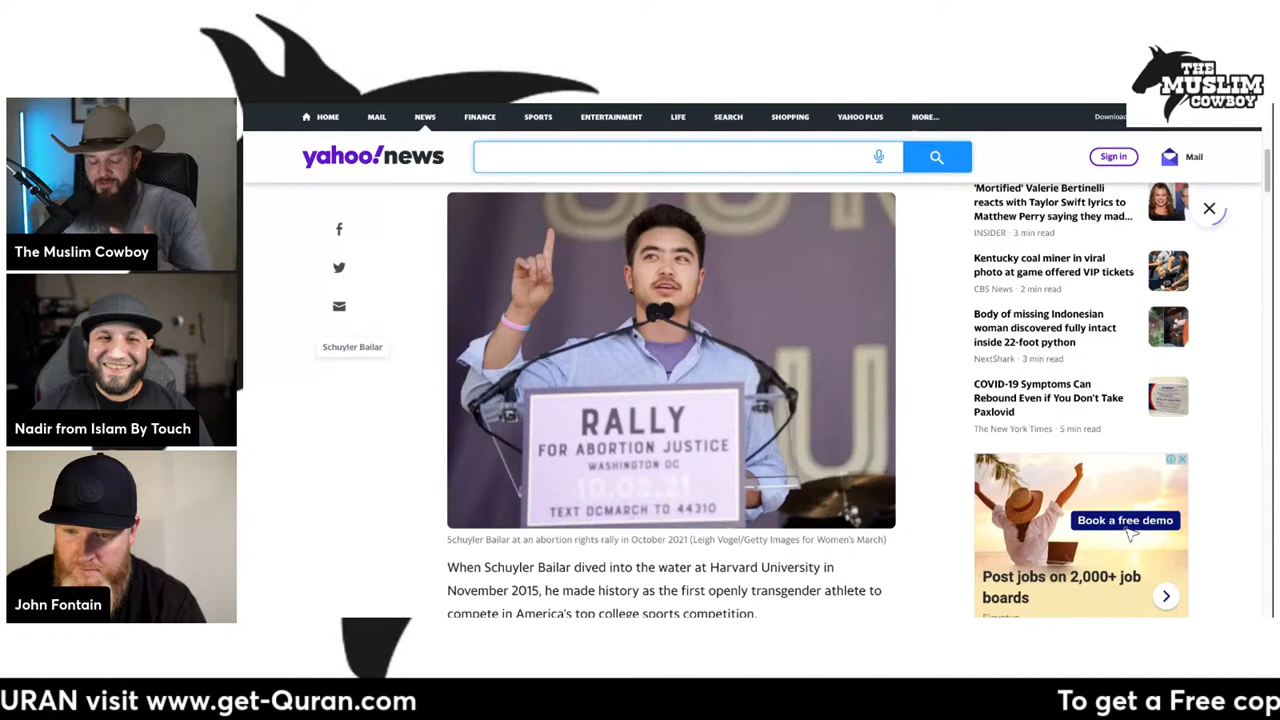 THE
MUSLIM
COWBOY
HOME
MAIL
NEWS
FINANCE
SPORTS
ENTERTAINMENT
LIFE
SEARCH
SHOPPING
YAHOO PLUS
MORE...
Downloa
yahoo!news
Sign in
Mail
The Muslim Cowboy
Nadir from Islam By Touch
John Fontain
Schuyler Bailar
RALLY
FOR ABORTION JUSTICE
WASHINGTON DC
10.02.21
TEXT DCMARCH TO 44310
Schuyler Bailar at an abortion rights rally in October 2021 (Leigh Vogel/Getty Images for Women's March)
When Schuyler Bailar dived into the water at Harvard University in
November 2015, he made history as the first openly transgender athlete to
compete in America's top college sports competition.
'Mortified' Valerie Bertinelli
reacts with Taylor Swift lyrics to
Matthew Perry saying they mad...
INSIDER · 3 min read
Kentucky coal miner in viral
photo at game offered VIP tickets
CBS News · 2 min read
Body of missing Indonesian
woman discovered fully intact
inside 22-foot python
NextShark · 3 min read
COVID-19 Symptoms Can
Rebound Even if You Don't Take
Paxlovid
The New York Times · 5 min read
Book a free demo
Post jobs on 2,000+ job
boards
URAN visit www.get-Quran.com
To get a Free cop